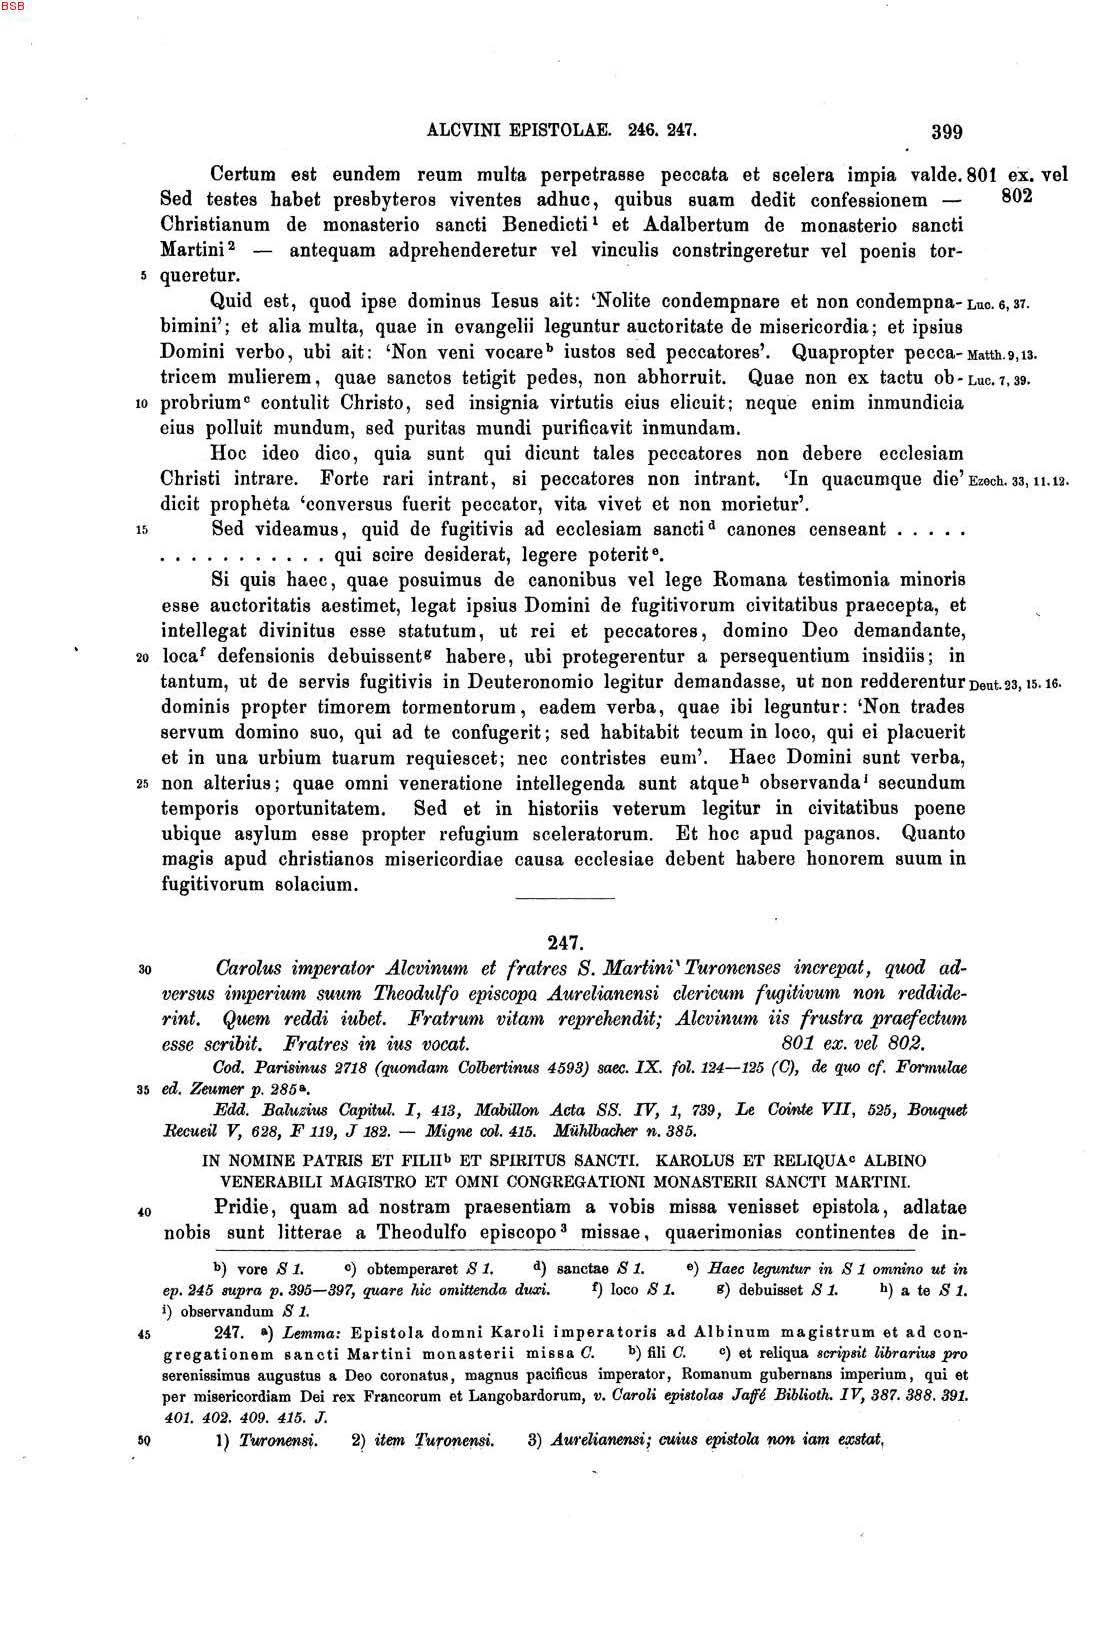 BSB
ALCVINI EPISTOLAE. 246. 247. 399
Certum est eundem reum multa perpetrasse peccata et scelera impia valde. 801 ex. vel
Sed testes habet presbyteros viventes adhuc, quibus suam dedit confessionem — 802
Christianum de monasterio sancti Benedicti¹ et Adalbertum de monasterio sancti
Martini² — antequam adprehenderetur vel vinculis constringeretur vel poenis tor-
5 queretur.
Quid est, quod ipse dominus Iesus ait: ‘Nolite condempnare et non condempna- Luc. 6, 37.
bimini’; et alia multa, quae in evangelii leguntur auctoritate de misericordia; et ipsius
Domini verbo, ubi ait: ‘Non veni vocareᵇ iustos sed peccatores’. Quapropter pecca- Matth. 9, 13.
tricem mulierem, quae sanctos tetigit pedes, non abhorruit. Quae non ex tactu ob- Luc. 7, 39.
10 probriumᶜ contulit Christo, sed insignia virtutis eius elicuit; neque enim inmundicia
eius polluit mundum, sed puritas mundi purificavit inmundam.
Hoc ideo dico, quia sunt qui dicunt tales peccatores non debere ecclesiam
Christi intrare. Forte rari intrant, si peccatores non intrant. ‘In quacumque die’ Ezech. 33, 11. 12.
dicit propheta ‘conversus fuerit peccator, vita vivet et non morietur’.
15 Sed videamus, quid de fugitivis ad ecclesiam sanctiᵈ canones censeant . . . . .
. . . . . . . . . . . qui scire desiderat, legere poteritᵉ.
Si quis haec, quae posuimus de canonibus vel lege Romana testimonia minoris
esse auctoritatis aestimet, legat ipsius Domini de fugitivorum civitatibus praecepta, et
intellegat divinitus esse statutum, ut rei et peccatores, domino Deo demandante,
20 locaᶠ defensionis debuissentᵍ habere, ubi protegerentur a persequentium insidiis; in
tantum, ut de servis fugitivis in Deuteronomio legitur demandasse, ut non redderentur Deut. 23, 15. 16.
dominis propter timorem tormentorum, eadem verba, quae ibi leguntur: ‘Non trades
servum domino suo, qui ad te confugerit; sed habitabit tecum in loco, qui ei placuerit
et in una urbium tuarum requiescet; nec contristes eum’. Haec Domini sunt verba,
25 non alterius; quae omni veneratione intellegenda sunt atqueʰ observandaⁱ secundum
temporis oportunitatem. Sed et in historiis veterum legitur in civitatibus poene
ubique asylum esse propter refugium sceleratorum. Et hoc apud paganos. Quanto
magis apud christianos misericordiae causa ecclesiae debent habere honorem suum in
fugitivorum solacium.
247.
30 Carolus imperator Alcvinum et fratres S. Martini Turonenses increpat, quod ad-
versus imperium suum Theodulfo episcopo Aurelianensi clericum fugitivum non reddide-
rint. Quem reddi iubet. Fratrum vitam reprehendit; Alcvinum iis frustra praefectum
esse scribit. Fratres in ius vocat. 801 ex. vel 802.
Cod. Parisinus 2718 (quondam Colbertinus 4593) saec. IX. fol. 124—125 (C), de quo cf. Formulae
35 ed. Zeumer p. 285ᵃ.
Edd. Baluzius Capitul. I, 413, Mabillon Acta SS. IV, 1, 739, Le Cointe VII, 525, Bouquet
Recueil V, 628, F 119, J 182. — Migne col. 415. Mühlbacher n. 385.
IN NOMINE PATRIS ET FILIIᵇ ET SPIRITUS SANCTI. KAROLUS ET RELIQUAᶜ ALBINO
VENERABILI MAGISTRO ET OMNI CONGREGATIONI MONASTERII SANCTI MARTINI.
40 Pridie, quam ad nostram praesentiam a vobis missa venisset epistola, adlatae
nobis sunt litterae a Theodulfo episcopo³ missae, quaerimonias continentes de in-
ᵇ) vore S 1. ᶜ) obtemperaret S 1. ᵈ) sanctae S 1. ᵉ) Haec leguntur in S 1 omnino ut in
ep. 245 supra p. 395—397, quare hic omittenda duxi. ᶠ) loco S 1. ᵍ) debuisset S 1. ʰ) a te S 1.
ⁱ) observandum S 1.
45 247. ᵃ) Lemma: Epistola domni Karoli imperatoris ad Albinum magistrum et ad con-
gregationem sancti Martini monasterii missa C. ᵇ) fili C. ᶜ) et reliqua scripsit librarius pro
serenissimus augustus a Deo coronatus, magnus pacificus imperator, Romanum gubernans imperium, qui et
per misericordiam Dei rex Francorum et Langobardorum, v. Caroli epistolas Jaffé Biblioth. IV, 387. 388. 391.
401. 402. 409. 415. J.
50 1) Turonensi. 2) item Turonensi. 3) Aurelianensi; cuius epistola non iam exstat.